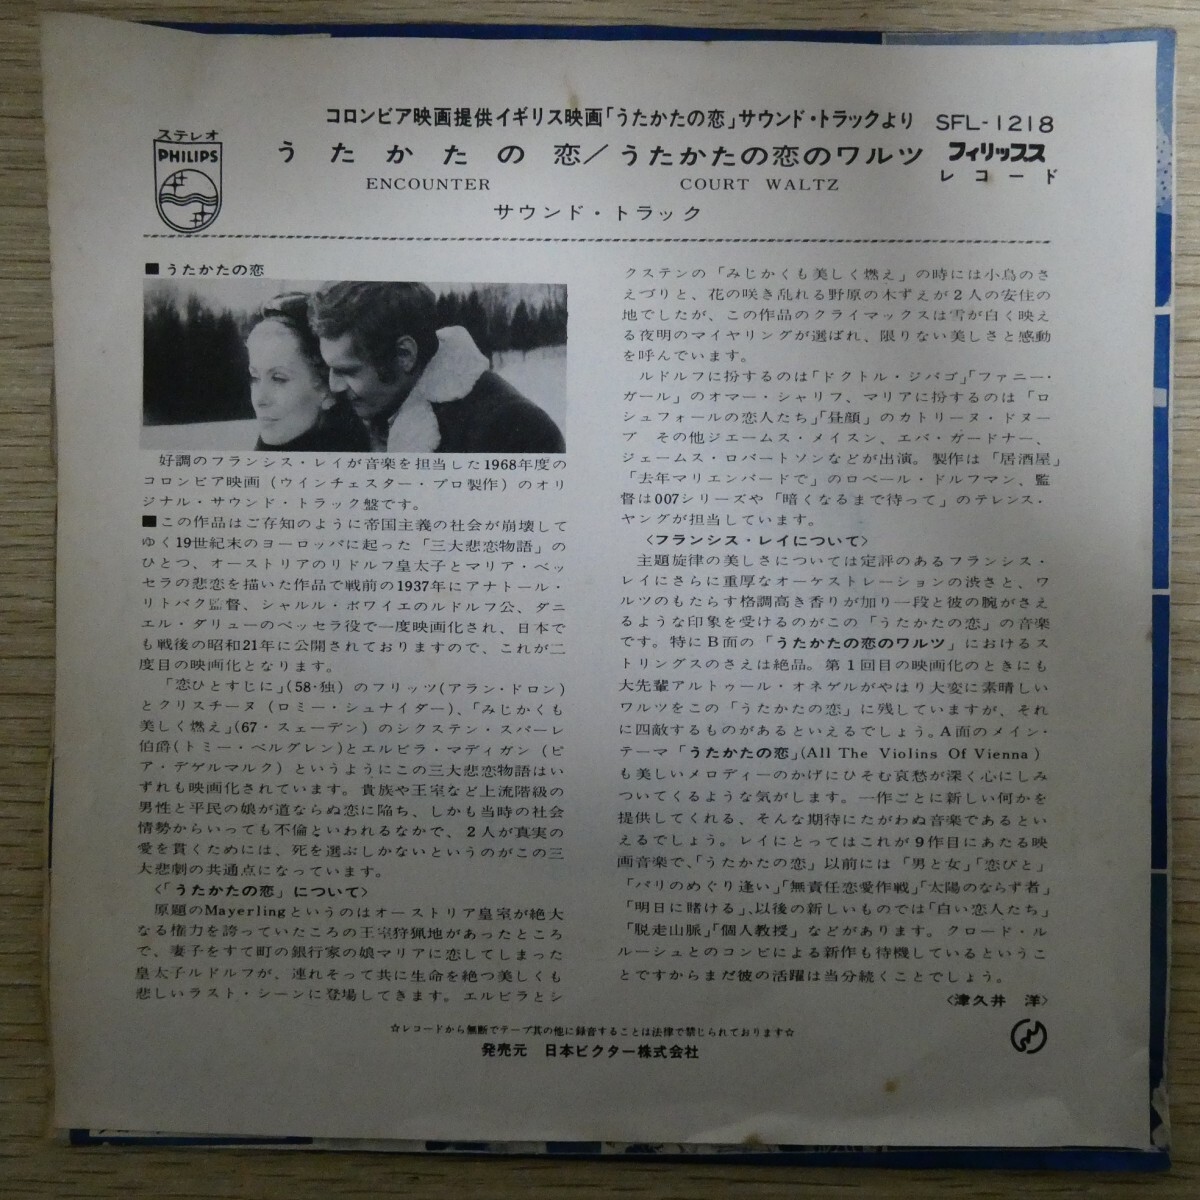 コロンビア映画提供イギリス映画「うたかたの恋」サウンド・トラックより SFL-1218
ステレオ
PHILIPS
うたかたの恋/うたかたの恋のワルツ フィリップス
レコード
ENCOUNTER COURT WALTZ
サウンド・トラック
■うたかたの恋
好調のフランシス・レイが音楽を担当した1968年度の
コロンビア映画(ウインチェスター・プロ製作)のオリ
ジナル・サウンド・トラック盤です。
■この作品はご存知のように帝国主義の社会が崩壊して
ゆく19世紀末のヨーロッパに起った「三大悲恋物語」の
ひとつ、オーストリアのリドルフ皇太子とマリア・ベッ
セラの悲恋を描いた作品で戦前の1937年にアナトール・
リトバク監督、シャルル・ボワイエのルドルフ公、ダニ
エル・ダリューのベッセラ役で一度映画化され、日本で
も戦後の昭和21年に公開されておりますので、これが二
度目の映画化となります。
「恋ひとすじに」(58・独)のフリッツ(アラン・ドロン)
とクリスチーヌ(ロミー・シュナイダー)、「みじかくも
美しく燃え」(67・スェーデン)のシクステン・スパーレ
伯爵(トミー・ベルグレン)とエルビラ・マディガン(ピ
ア・デゲルマルク)というようにこの三大悲恋物語はい
ずれも映画化されています。貴族や王室など上流階級の
男性と平民の娘が道ならぬ恋に陥ち、しかも当時の社会
情勢からいっても不倫といわれるなかで、2人が真実の
愛を貫くためには、死を選ぶしかないというのがこの三
大悲劇の共通点になっています。
〈「うたかたの恋」について〉
原題のMayerlingというのはオーストリア皇室が絶大
なる権力を誇っていたころの王室狩猟地があったところ
で、妻子をすて町の銀行家の娘マリアに恋してしまった
皇太子ルドルフが、連れそって共に生命を絶つ美しくも
悲しいラスト・シーンに登場してきます。エルビラとシ
クステンの「みじかくも美しく燃え」の時には小鳥のさ
えづりと、花の咲き乱れる野原の木ずえが2人の安住の
地でしたが、この作品のクライマックスは雪が白く映え
る夜明のマイヤリングが選ばれ、限りない美しさと感動
を呼んでいます。
ルドルフに扮するのは「ドクトル・ジバゴ」「ファニー・
ガール」のオマー・シャリフ、マリアに扮するのは「ロ
シュフォールの恋人たち」「昼顔」のカトリーヌ・ドヌー
ブ その他ジェームス・メイスン、エバ・ガードナー、
ジェームス・ロバートソンなどが出演。製作は「居酒屋」
「去年マリエンバードで」のロベール・ドルフマン、監
督は007シリーズや「暗くなるまで待って」のテレンス・
ヤングが担当しています。
〈フランシス・レイについて〉
主題旋律の美しさについては定評のあるフランシス・
レイにさらに重厚なオーケストレーションの渋さと、ワ
ルツのもたらす格調高き香りが加り一段と彼の腕がさえ
るような印象を受けるのがこの「うたかたの恋」の音楽
です。特にB面の「うたかたの恋のワルツ」におけるス
トリングスのさえは絶品。第1回目の映画化のときにも
大先輩アルトゥール・オネゲルがやはり大変に素晴しい
ワルツをこの「うたかたの恋」に残していますが、それ
に四敵するものがあるといえるでしょう。A面のメイン・
テーマ「うたかたの恋」(All The Violins Of Vienna)
も美しいメロディーのかげにひそむ哀愁が深く心にしみ
ついてくるような気がします。一作ごとに新しい何かを
提供してくれる、そんな期待にたがわぬ音楽であるとい
えるでしょう。レイにとってはこれが9作目にあたる映
画音楽で、「うたかたの恋」以前には「男と女」「恋びと」
「パリのめぐり逢い」「無責任恋愛作戦」「太陽のならず者」
「明日に賭ける」、以後の新しいものでは「白い恋人たち」
「脱走山脈」「個人教授」などがあります。クロード・ル
ルーシュとのコンビによる新作も待機しているというこ
とですからまだ彼の活躍は当分続くことでしょう。
〈津久井 洋〉
☆レコードから無断でテープ其の他に録音することは法律で禁じられております☆
発売元 日本ビクター株式会社